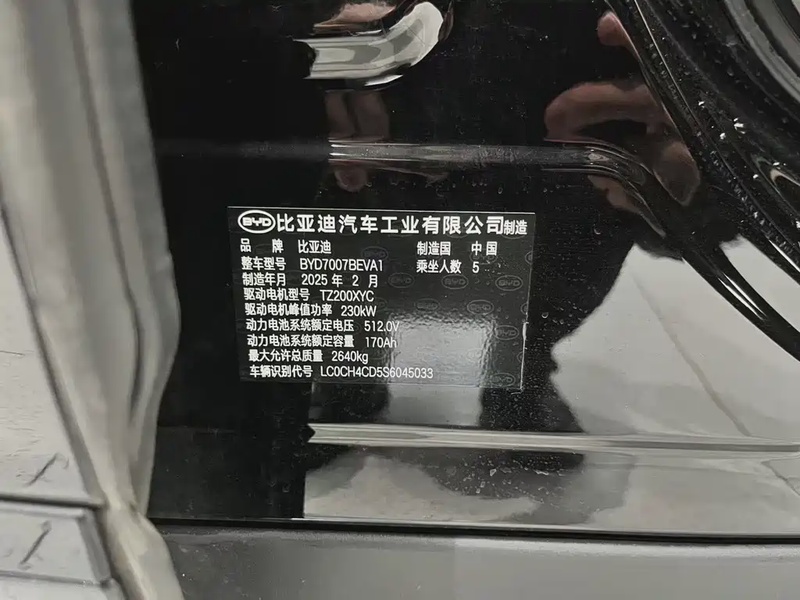 BYD 比亚迪汽车工业有限公司制造
品 牌 比亚迪 制造国 中国
整车型号 BYD7007BEVA1 乘坐人数 5
制造年月 2025 年 2 月
驱动电机型号 TZ200XYC
驱动电机峰值功率 230kW
动力电池系统额定电压 512.0V
动力电池系统额定容量 170Ah
最大允许总质量 2640kg
车辆识别代号 LC0CH4CD5S6045033